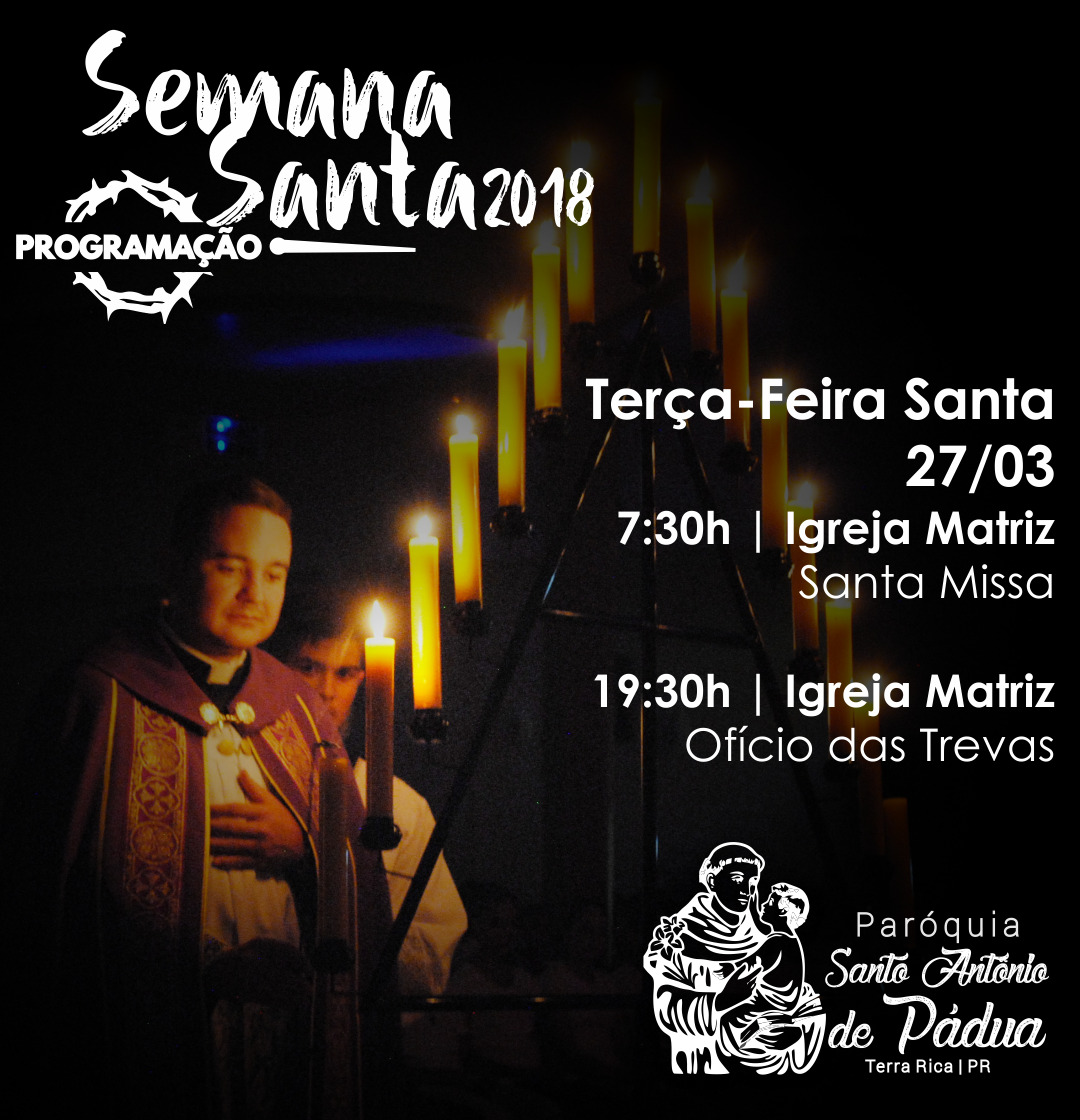 Semana
Santa 2018
PROGRAMAÇÃO
Terça-Feira Santa
27/03
7:30h | Igreja Matriz
Santa Missa
19:30h | Igreja Matriz
Ofício das Trevas
Paróquia
Santo Antônio
de Pádua
Terra Rica | PR